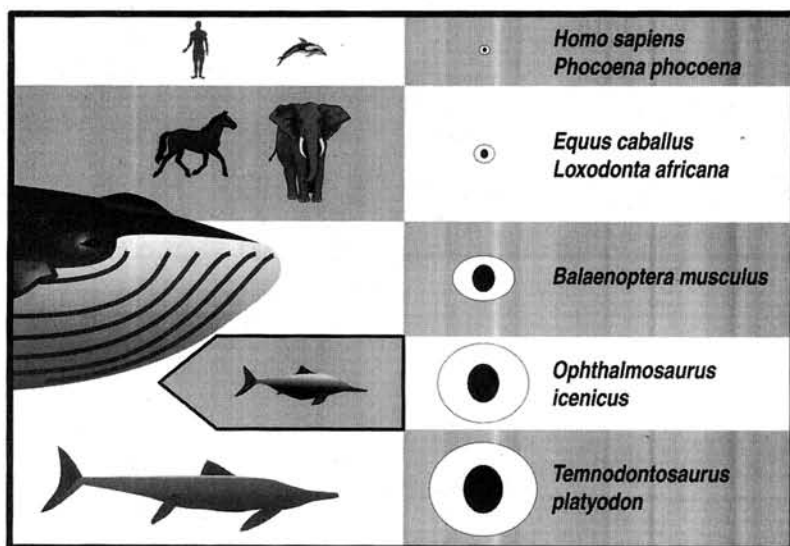 Homo sapiens
Phocoena phocoena
Equus caballus
Loxodonta africana
Balaenoptera musculus
Ophthalmosaurus
icenicus
Temnodontosaurus
platyodon